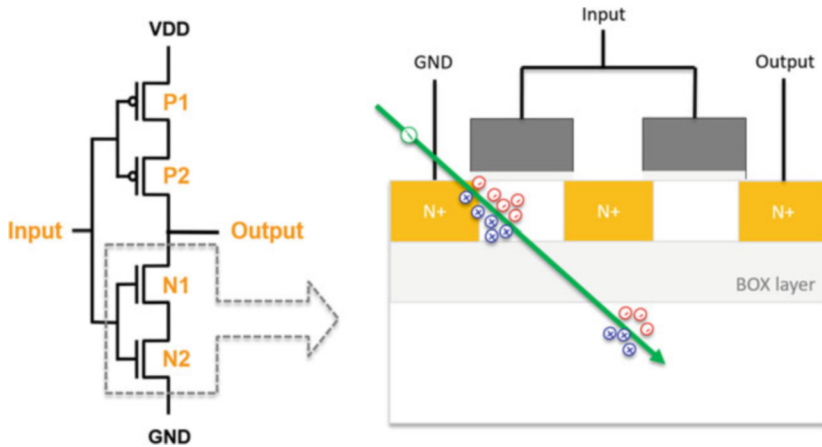 VDD
P1
P2
Input
Output
N1
N2
GND
Input
GND
Output
N+
N+
N+
BOX layer